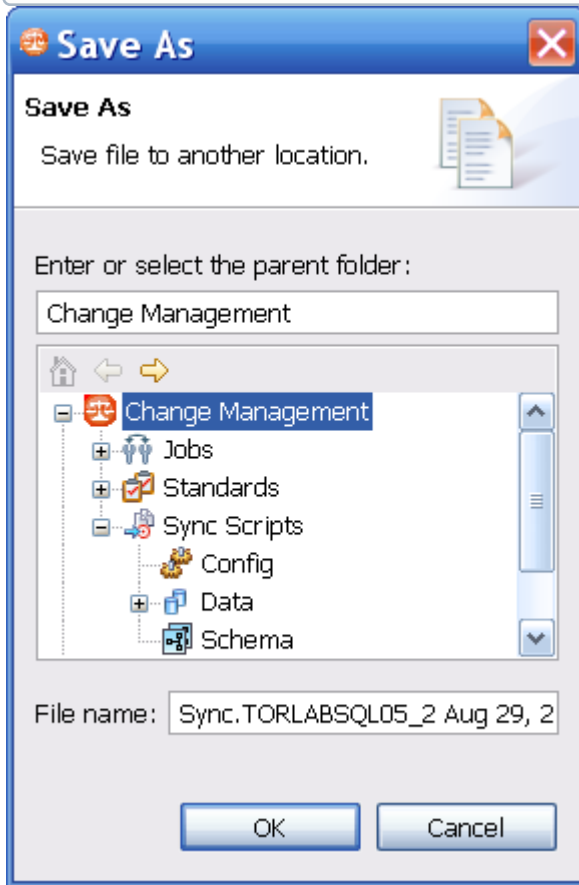 Save As
Save As
Save file to another location.
Enter or select the parent folder:
Change Management
Change Management
Jobs
Standards
Sync Scripts
Config
Data
Schema
File name: Sync.TORLABSQL05_2 Aug 29, 2
OK Cancel